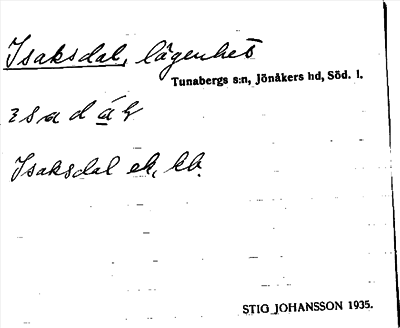 Isaksdal, lägenhet
Tunabergs s:n, Jönåkers hd, Söd. l.
Isaksdal ek, kb.
STIG JOHANSSON 1935.